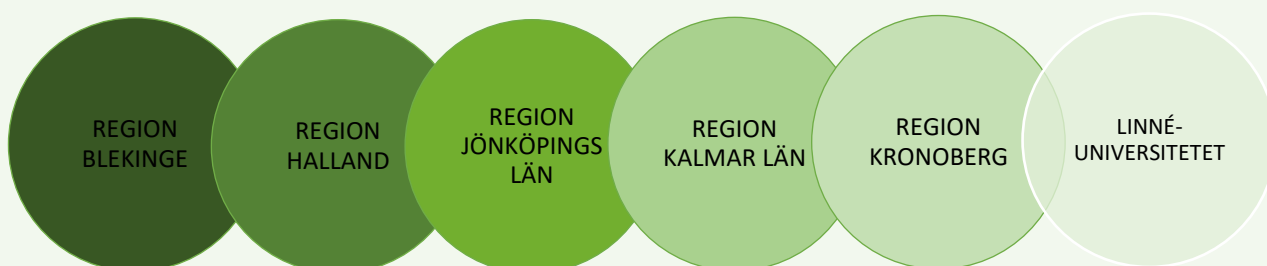 REGION
BLEKINGE
REGION
HALLAND
REGION
JÖNKÖPINGS
LÄN
REGION
KALMAR LÄN
REGION
KRONOBERG
LINNÉ-
UNIVERSITETET